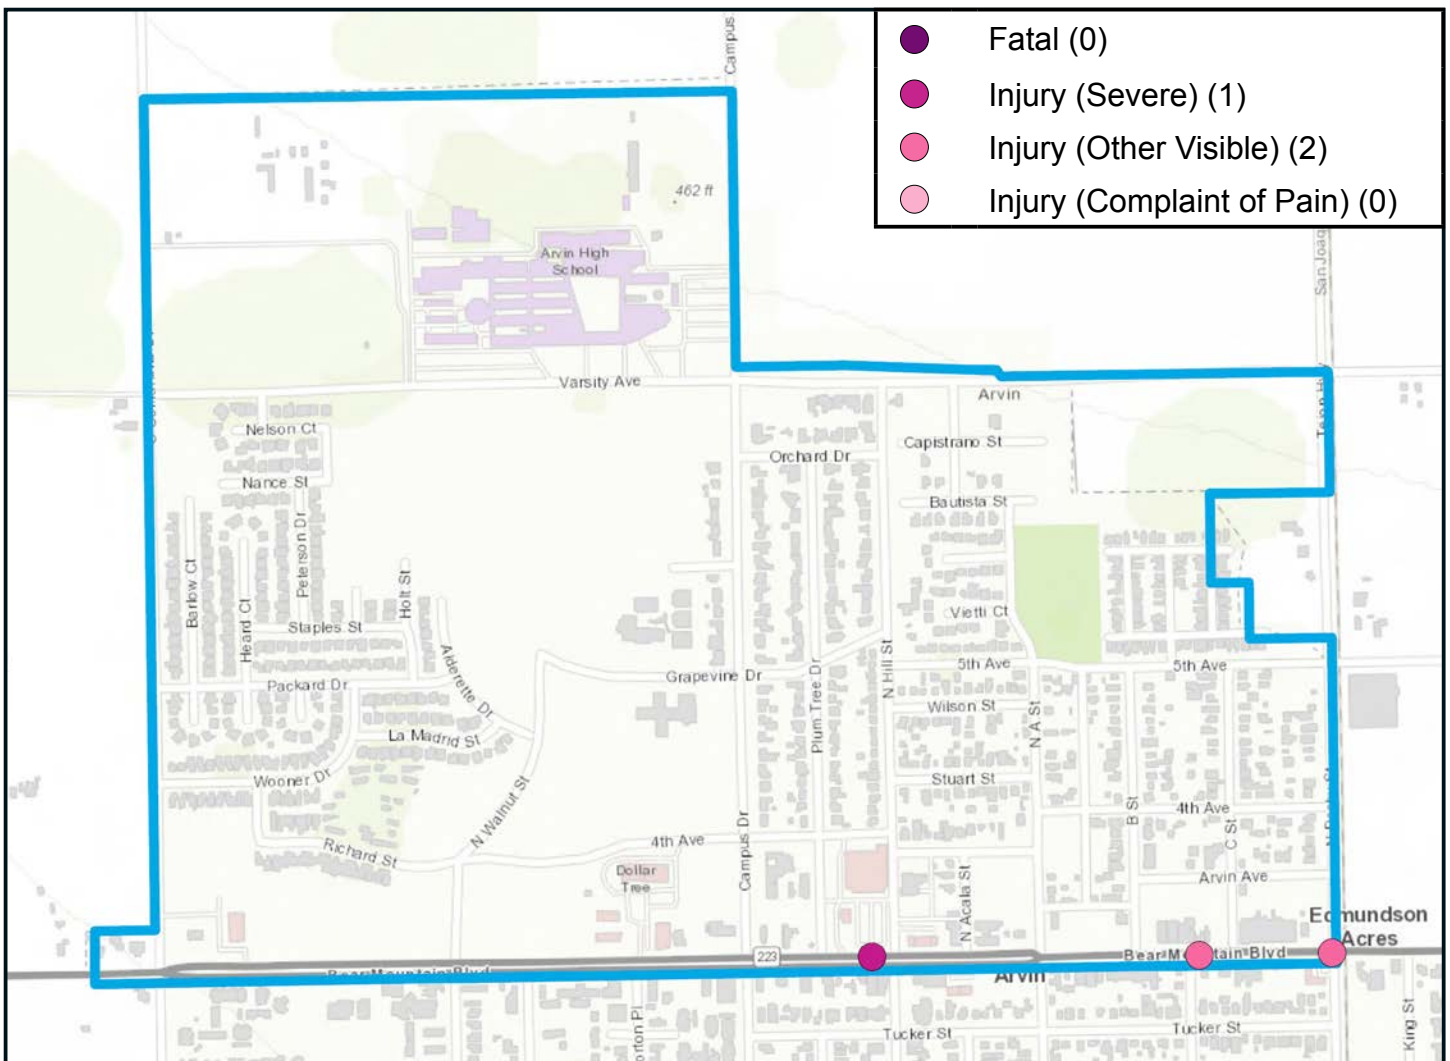 Fatal (0)
Injury (Severe) (1)
Injury (Other Visible) (2)
Injury (Complaint of Pain) (0)
Campus
462 ft
Arvin High
School
Varsity Ave
Arvin
Nelson Ct
Capistrano St
Orchard Dr
Nance St
Bautista St
Peterson Dr
Barlow Ct
Heard Ct
Holt St
Staples St
Vietti Ct
Alderette Dr
N Hill St
5th Ave
5th Ave
Grapevine Dr
Packard Dr
Plum Tree Dr
Wilson St
N A St
La Madrid St
Wooner Dr
Stuart St
N Walnut St
B St
4th Ave
C St
Richard St
4th Ave
Campus Dr
Dollar
Tree
N Acala St
Arvin Ave
Edmundson
Acres
223
Bear Mountain Blvd
Bear M tain Blvd
Arvin
Tucker St
Tucker St
King St